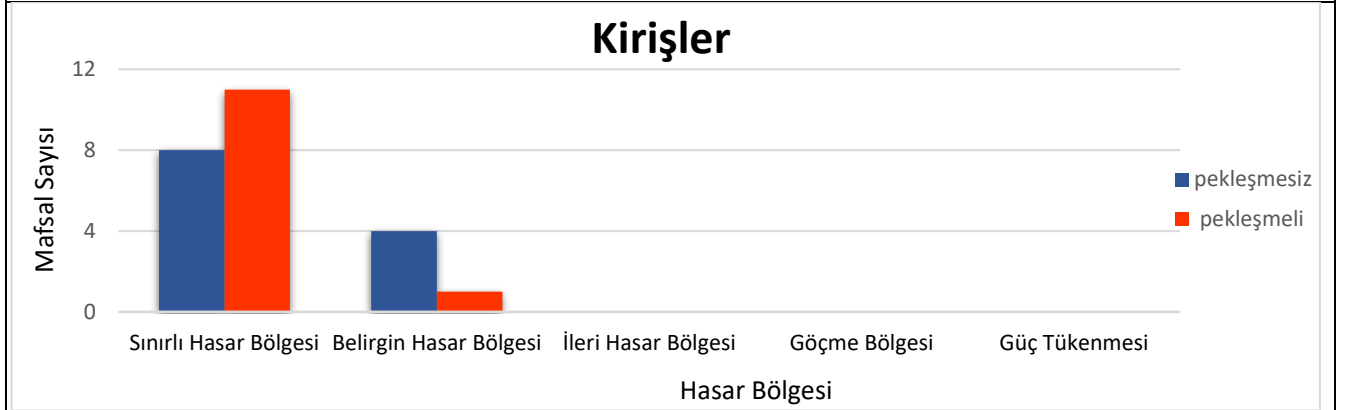 Kirişler
12
8
4
0
Mafsal Sayısı
Sınırlı Hasar Bölgesi Belirgin Hasar Bölgesi İleri Hasar Bölgesi Göçme Bölgesi Güç Tükenmesi
Hasar Bölgesi
pekleşmesiz
pekleşmeli